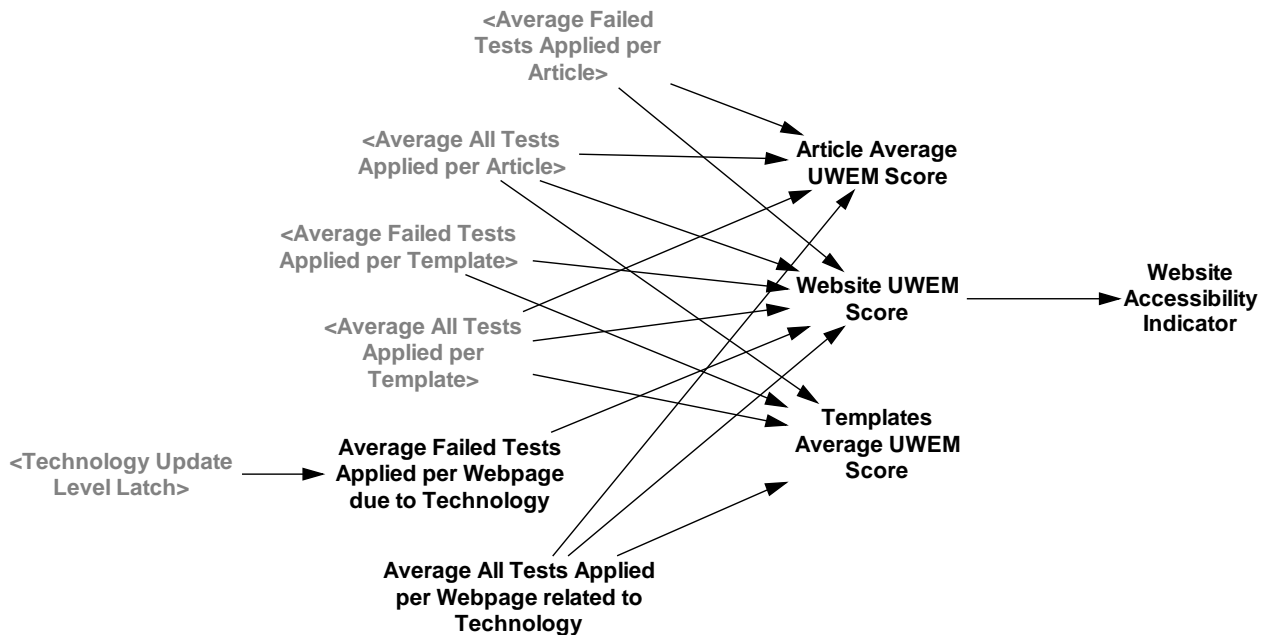 <Average Failed
Tests Applied per
Article>
<Average All Tests
Applied per Article>
Article Average
UWEM Score
<Average Failed Tests
Applied per Template>
Website UWEM
Score
Website
Accessibility
Indicator
<Average All Tests
Applied per
Template>
Templates
Average UWEM
Score
<Technology Update
Level Latch>
Average Failed Tests
Applied per Webpage
due to Technology
Average All Tests Applied
per Webpage related to
Technology